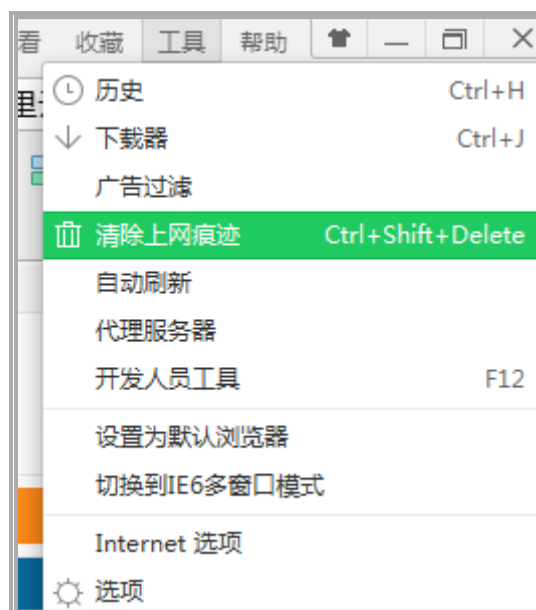 看 收藏 工具 帮助
里
历史 Ctrl+H
下载器 Ctrl+J
广告过滤
清除上网痕迹 Ctrl+Shift+Delete
自动刷新
代理服务器
开发人员工具 F12
设置为默认浏览器
切换到IE6多窗口模式
Internet 选项
选项